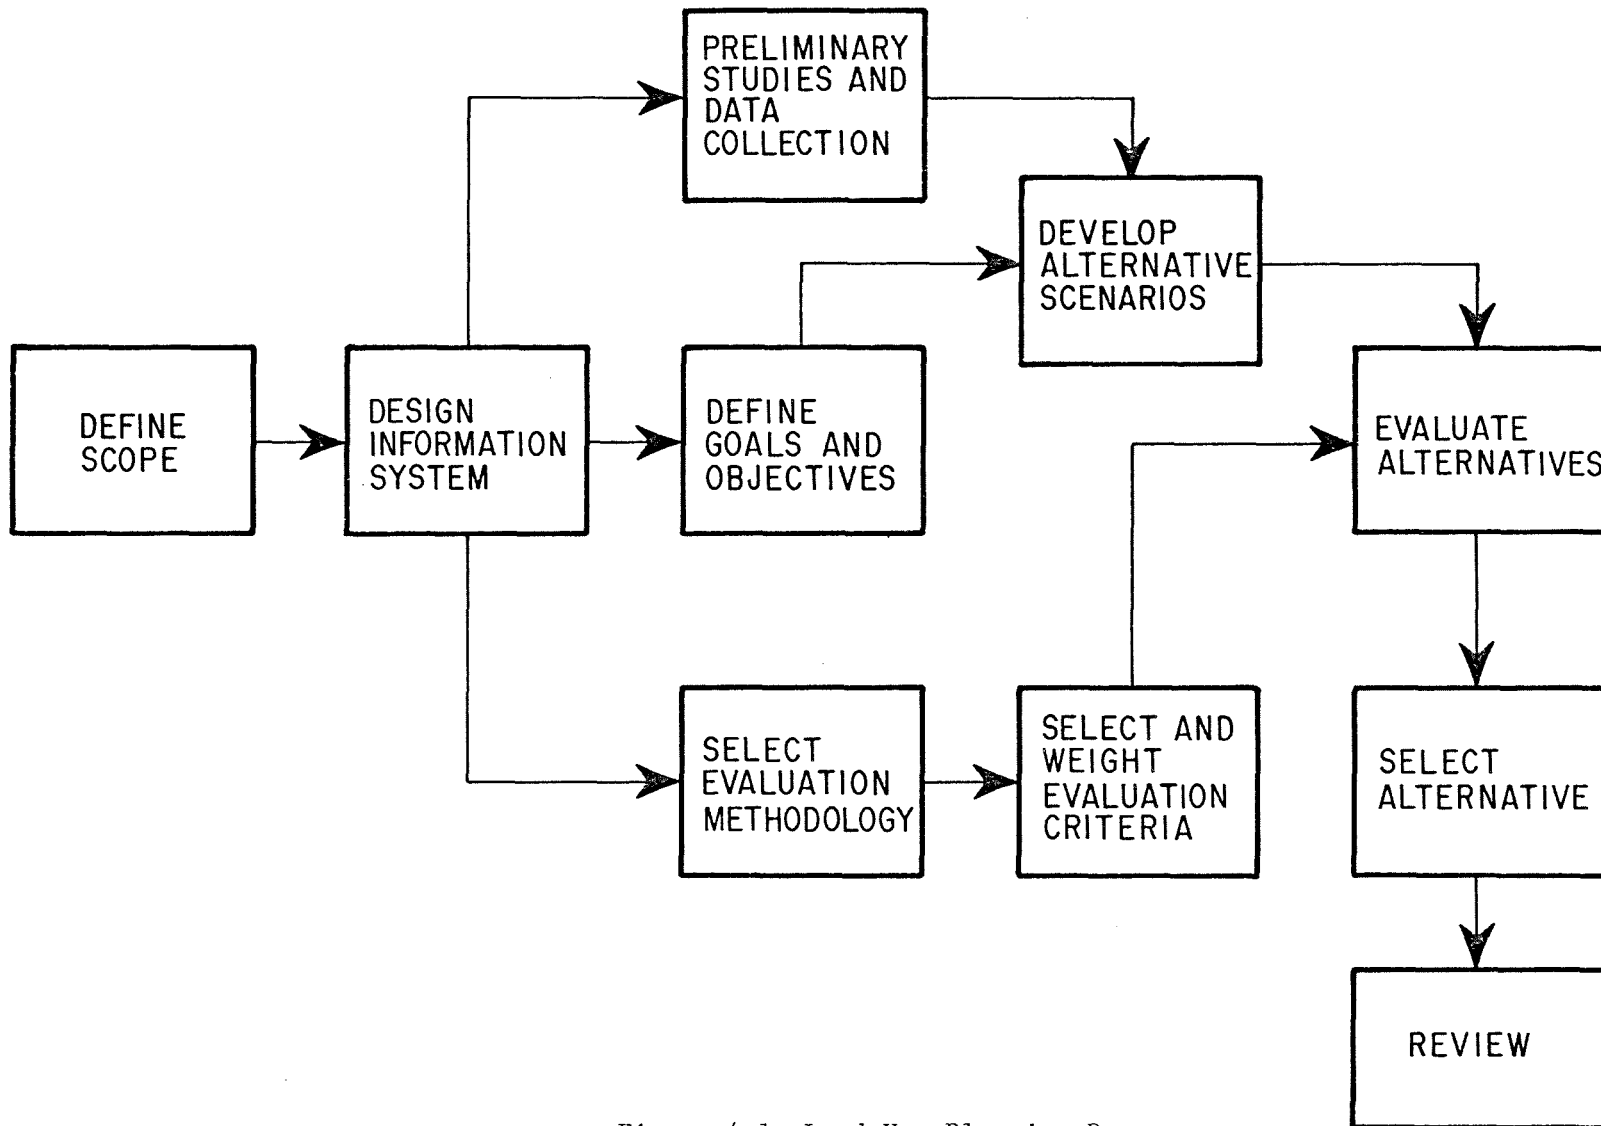 PRELIMINARY
STUDIES AND
DATA
COLLECTION
DEVELOP
ALTERNATIVE
SCENARIOS
DEFINE
SCOPE
DESIGN
INFORMATION
SYSTEM
DEFINE
GOALS AND
OBJECTIVES
EVALUATE
ALTERNATIVES
SELECT
EVALUATION
METHODOLOGY
SELECT AND
WEIGHT
EVALUATION
CRITERIA
SELECT
ALTERNATIVE
REVIEW